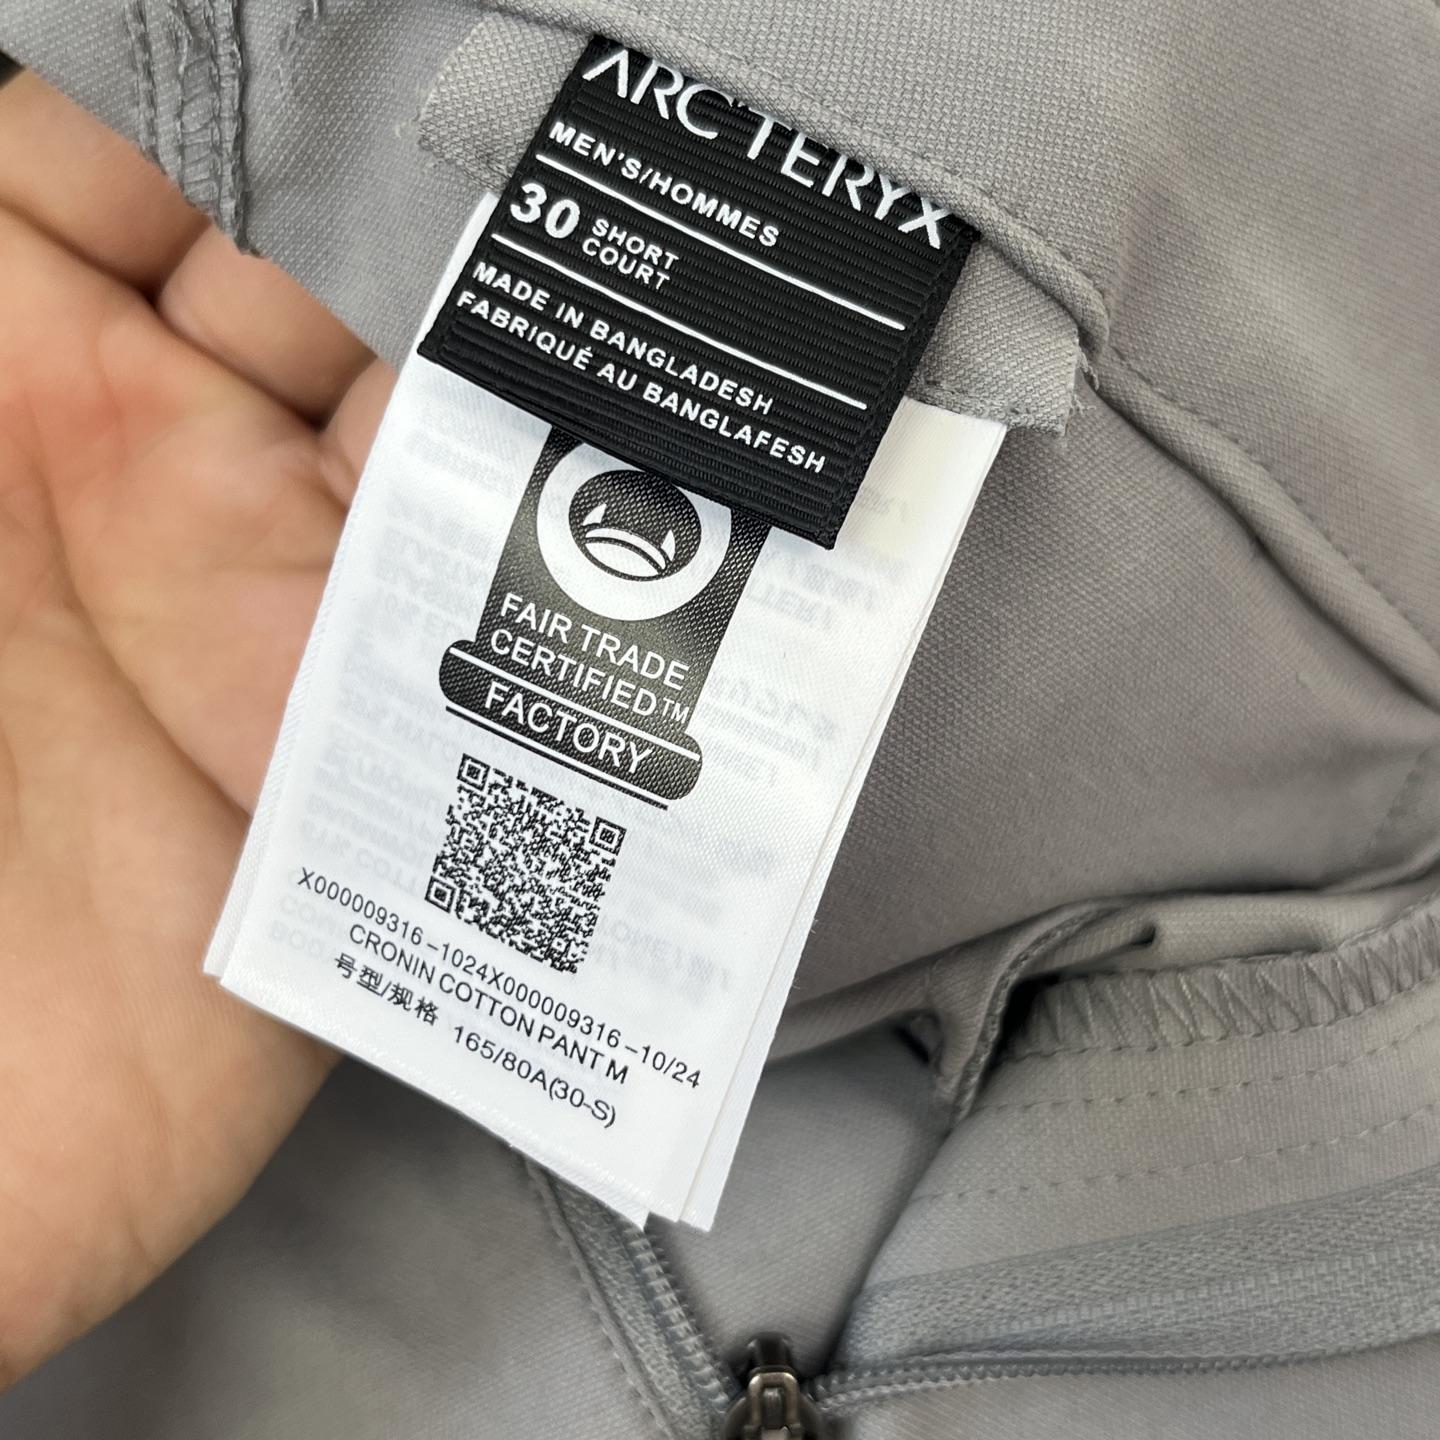 ARC'TERYX
MEN'S/HOMMES
30 SHORT
COURT
MADE IN BANGLADESH
FABRIQUÉ AU BANGLAFESH
FAIR TRADE
CERTIFIED™
FACTORY
X000009316-1024X000009316-10/24
CRONIN COTTON PANT M
号型/规格 165/80A(30-S)